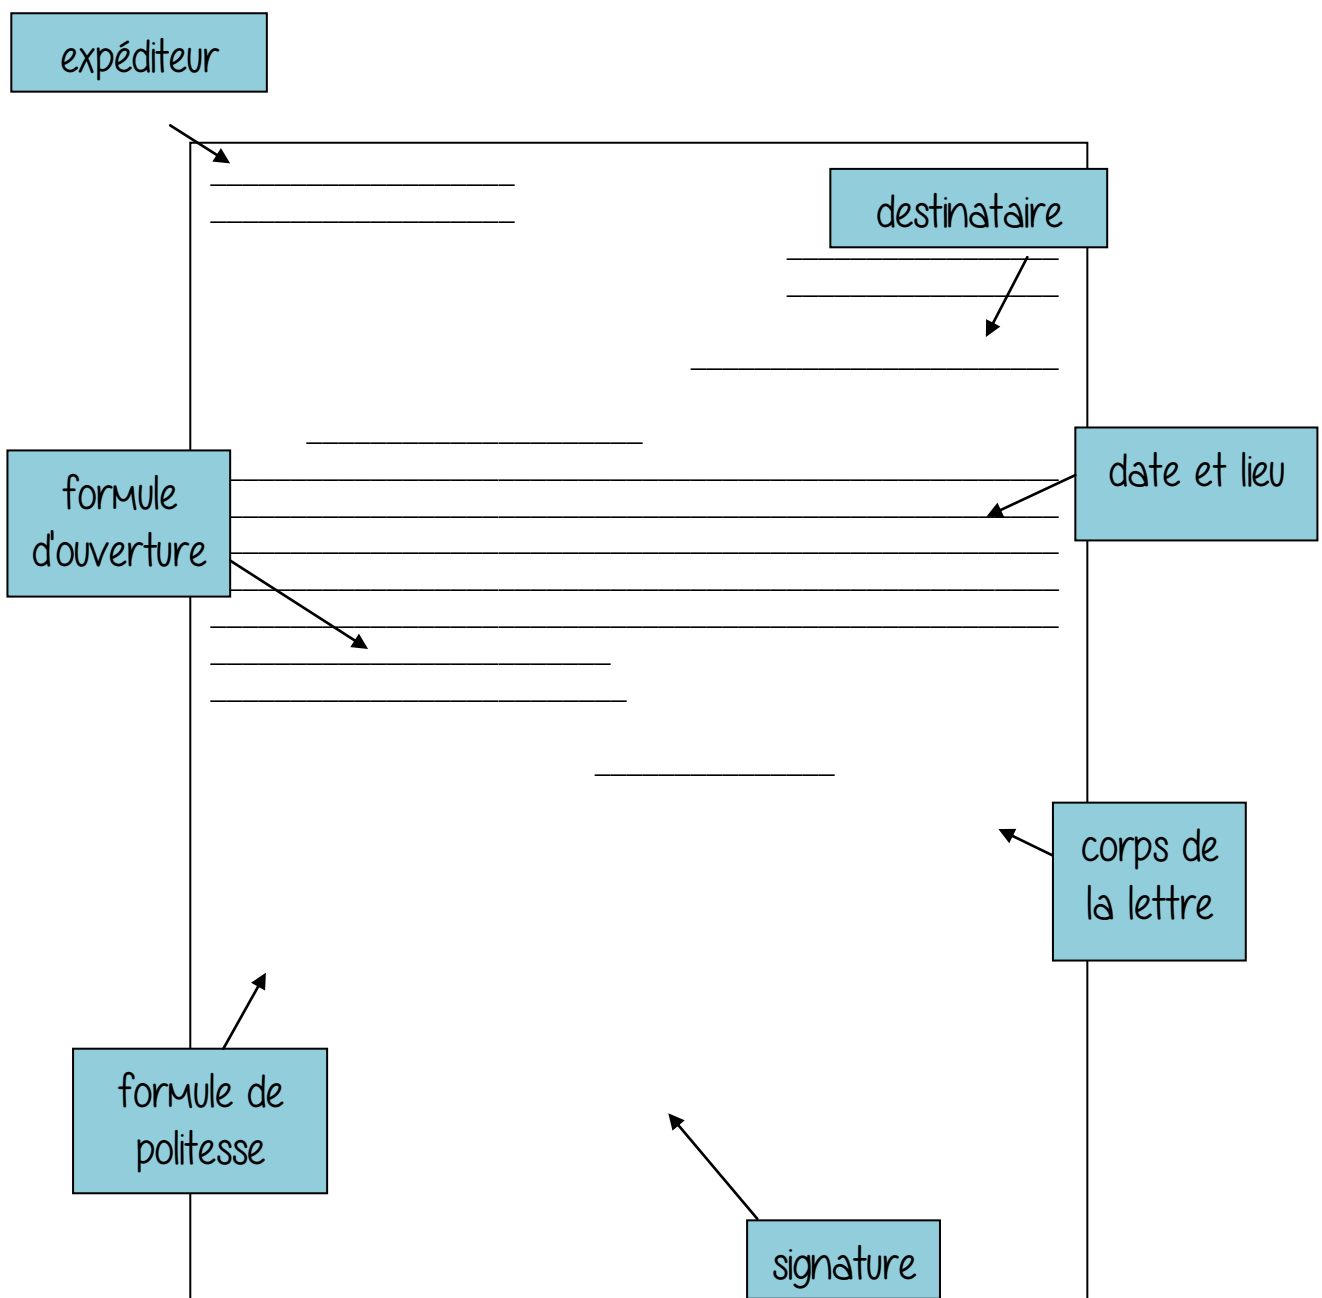 expéditeur
destinataire
date et lieu
formule
d'ouverture
corps de
la lettre
formule de
politesse
signature